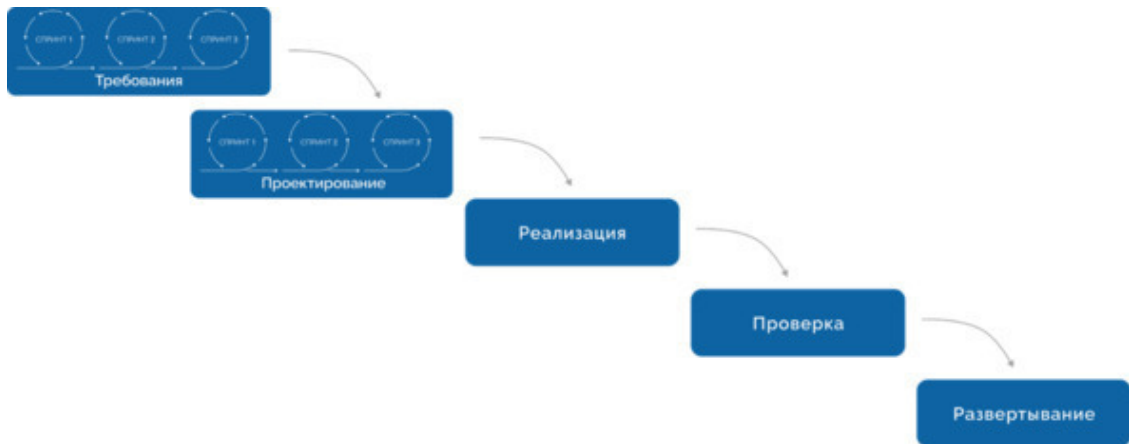 СПРИНТ 1 СПРИНТ 2 СПРИНТ 3
Требования
СПРИНТ 1 СПРИНТ 2 СПРИНТ 3
Проектирование
Реализация
Проверка
Развертывание